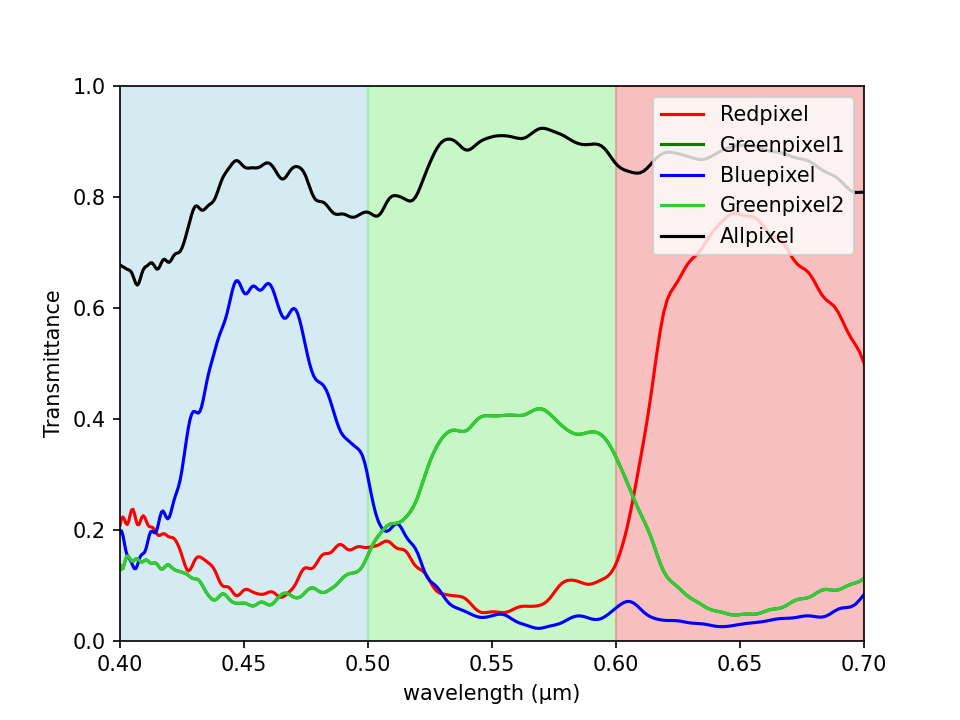 1.0
0.8
0.6
0.4
0.2
0.0
Transmittance
0.40
0.45
0.50
0.55
0.60
0.65
0.70
wavelength (μm)
Redpixel
Greenpixel1
Bluepixel
Greenpixel2
Allpixel